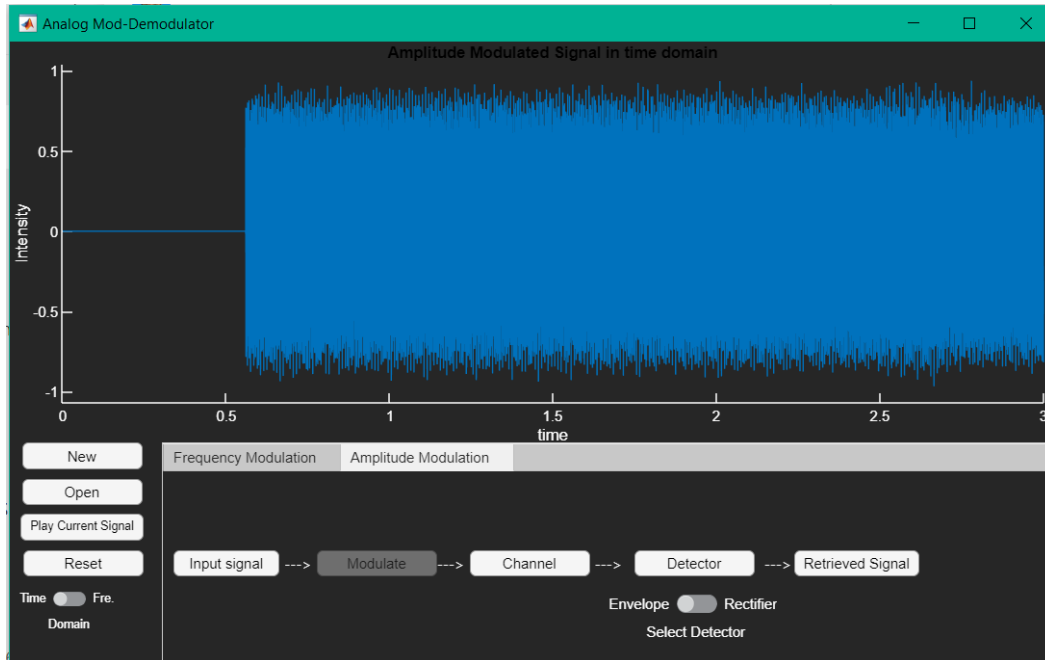 Analog Mod-Demodulator
Amplitude Modulated Signal in time domain
1
0.5
0
-0.5
-1
Intensity
0 0.5 1 1.5 2 2.5 3
time
New
Open
Play Current Signal
Reset
Time Fre.
Domain
Frequency Modulation Amplitude Modulation
Input signal ---> Modulate ---> Channel ---> Detector ---> Retrieved Signal
Envelope Rectifier
Select Detector